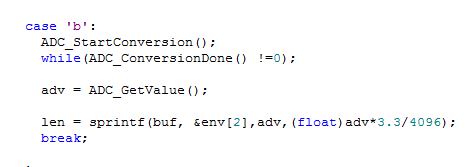 case 'b':
ADC_StartConversion();
while(ADC_ConversionDone() !=0);
adv = ADC_GetValue();
len = sprintf(buf, &env[2],adv,(float)adv*3.3/4096);
break;